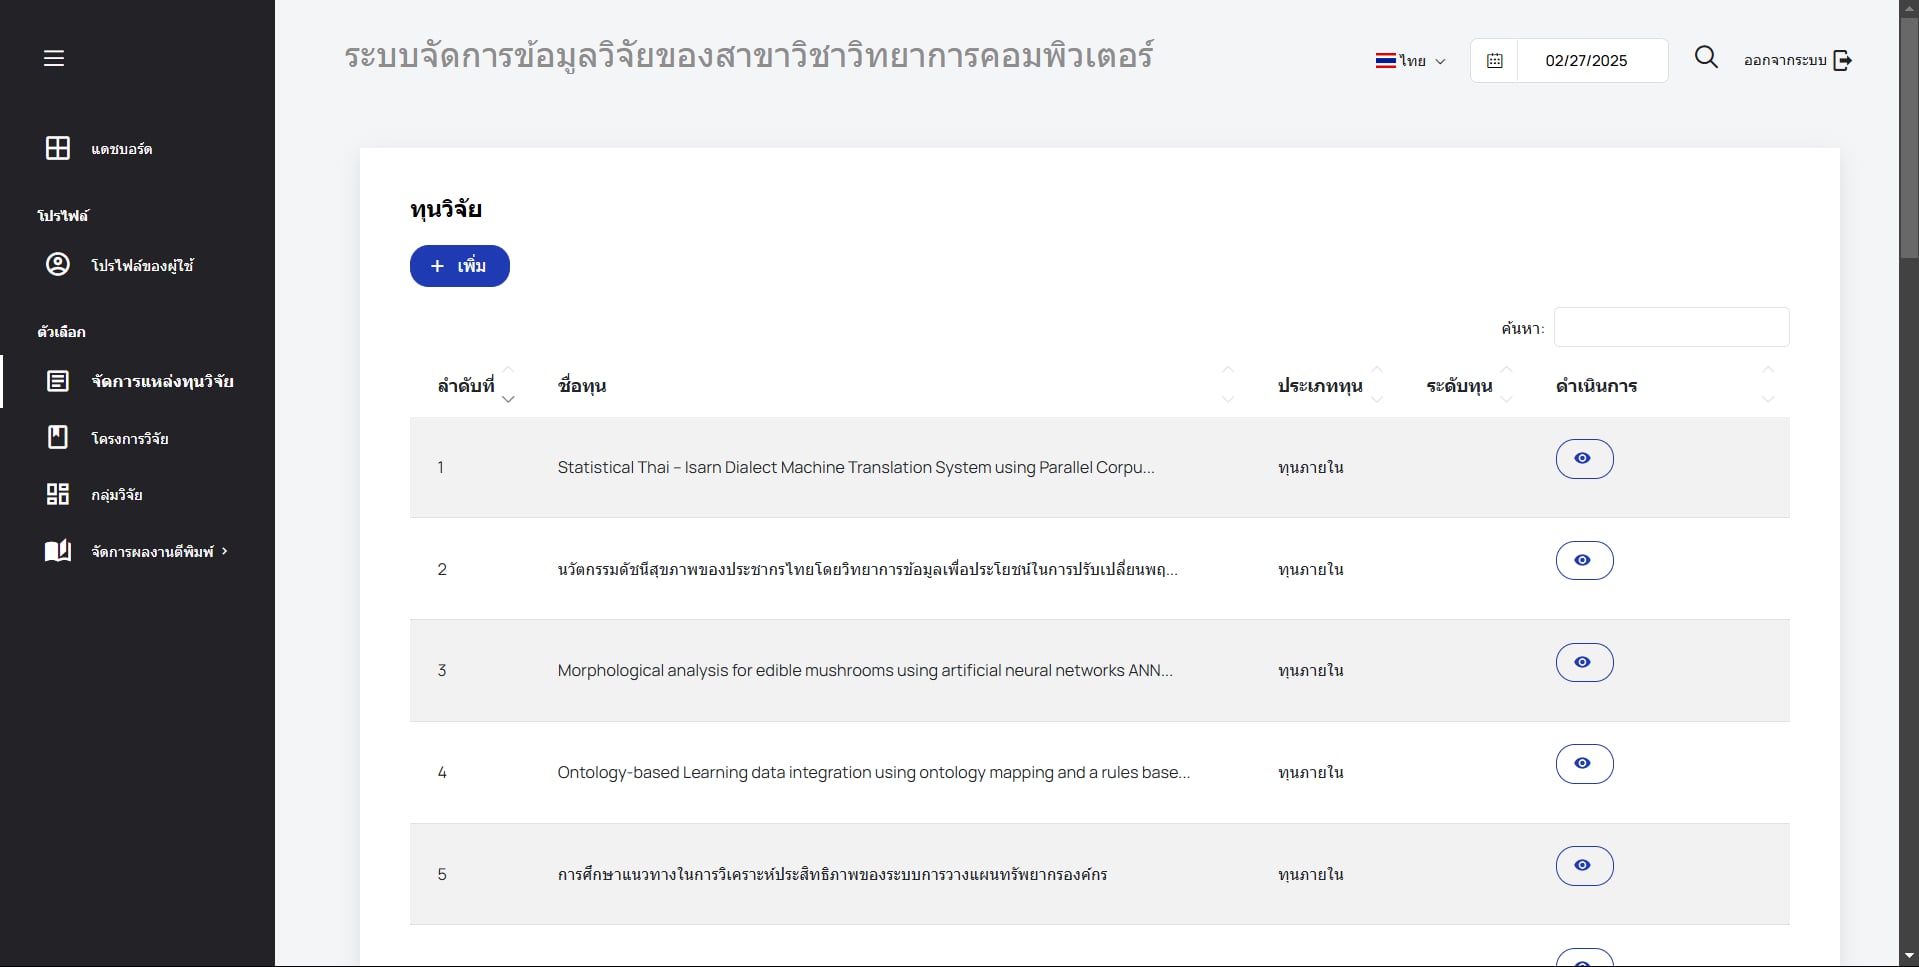 ระบบจัดการข้อมูลวิจัยของสาขาวิชาวิทยาการคอมพิวเตอร์
ไทย
02/27/2025
ออกจากระบบ
แดชบอร์ด
โปรไฟล์
โปรไฟล์ของผู้ใช้
ตัวเลือก
จัดการแหล่งทุนวิจัย
โครงการวิจัย
กลุ่มวิจัย
จัดการผลงานตีพิมพ์
ทุนวิจัย
+ เพิ่ม
ค้นหา:
ลำดับที่ ชื่อทุน ประเภททุน ระดับทุน ดำเนินการ
1 Statistical Thai – Isarn Dialect Machine Translation System using Parallel Corpu... ทุนภายใน
2 นวัตกรรมดัชนีสุขภาพของประชากรไทยโดยวิทยาการข้อมูลเพื่อประโยชน์ในการปรับเปลี่ยนพฤ... ทุนภายใน
3 Morphological analysis for edible mushrooms using artificial neural networks ANN... ทุนภายใน
4 Ontology-based Learning data integration using ontology mapping and a rules base... ทุนภายใน
5 การศึกษาแนวทางในการวิเคราะห์ประสิทธิภาพของระบบการวางแผนทรัพยากรองค์กร ทุนภายใน